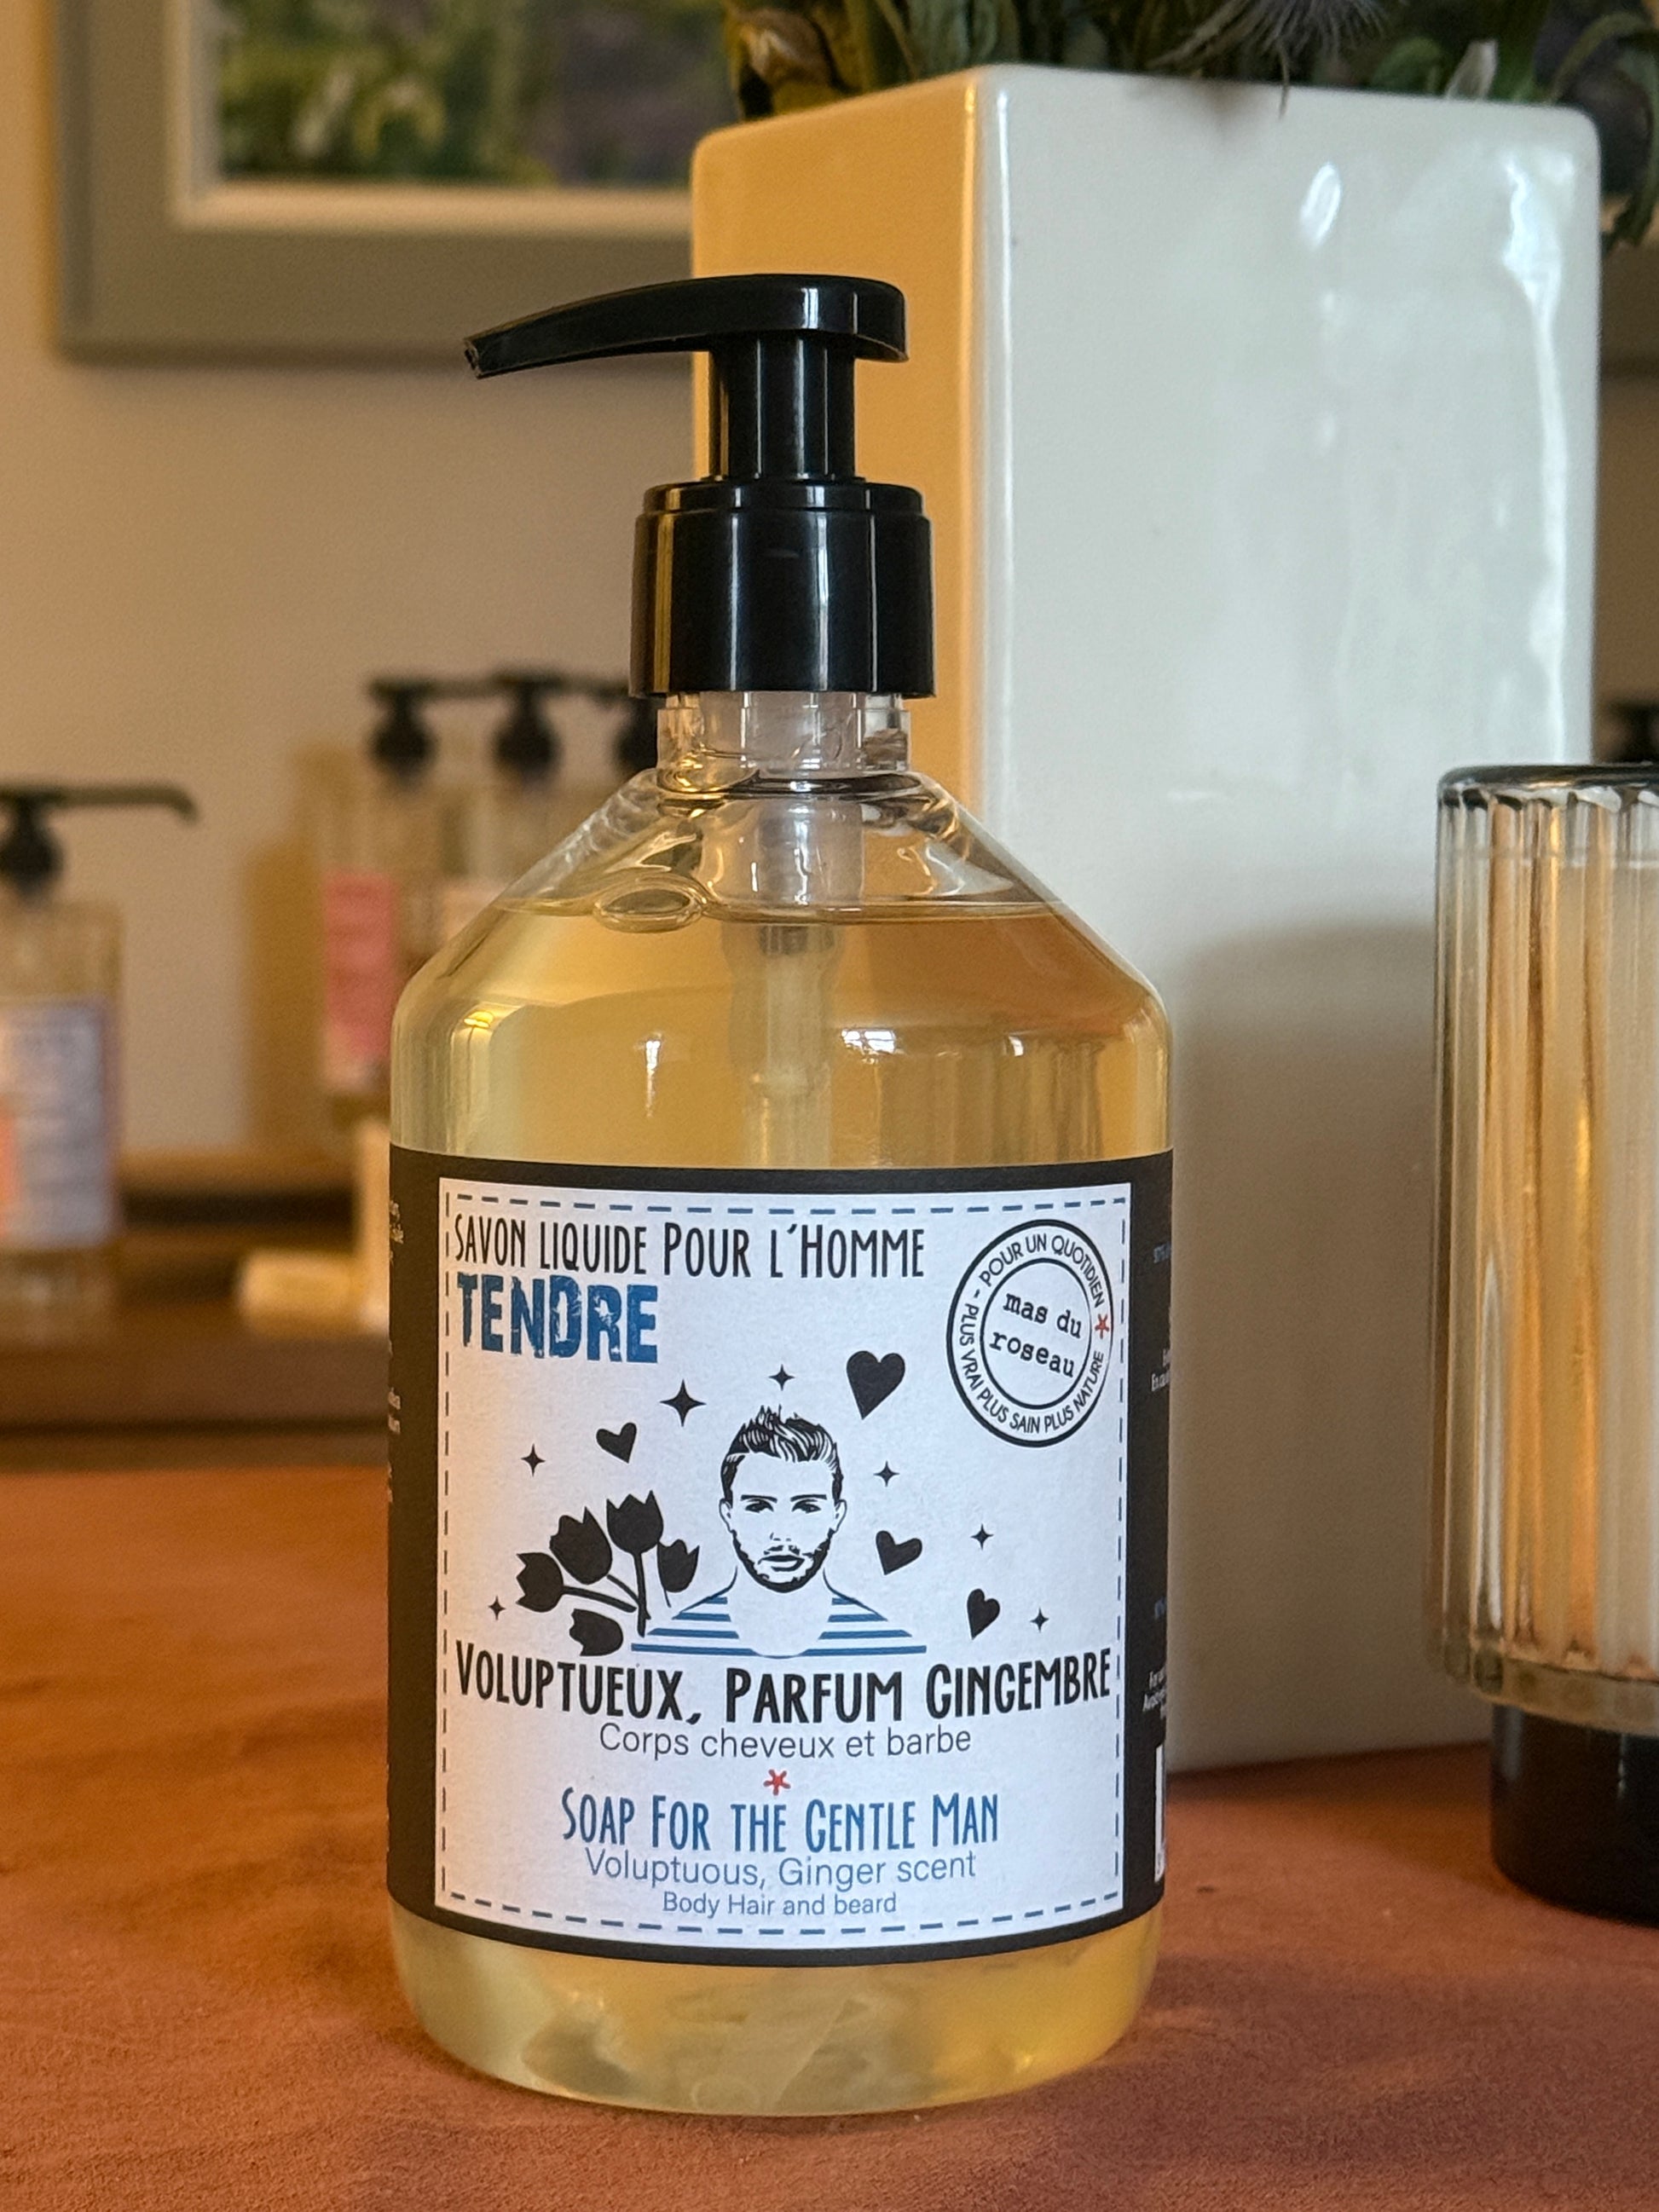 SAVON LIQUIDE POUR L'HOMME
TENDRE
- POUR UN QUOTIDIEN
PLUS VRAI PLUS SAIN PLUS NATURE
mas du
roseau
VOLUPTUEUX, PARFUM GINGEMBRE
Corps cheveux et barbe
SOAP FOR THE GENTLE MAN
Voluptuous, Ginger scent
Body Hair and beard